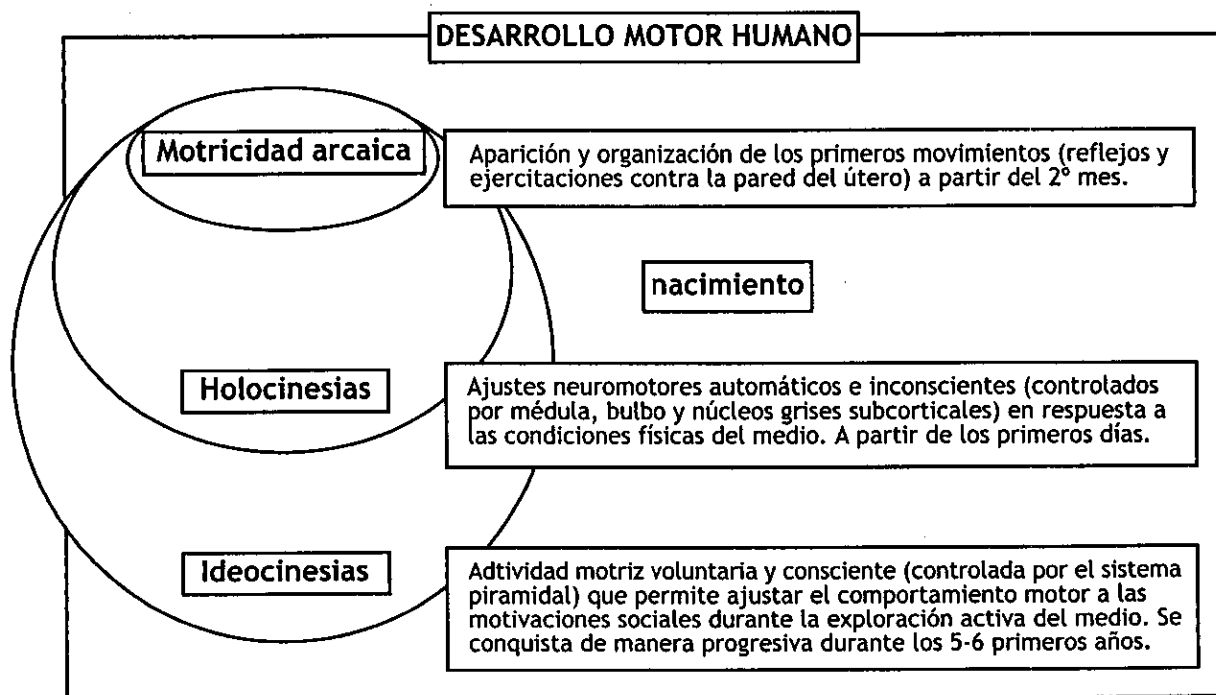 DESARROLLO MOTOR HUMANO
Motricidad arcaica
Aparición y organización de los primeros movimientos (reflejos y
ejercitaciones contra la pared del útero) a partir del 2º mes.
nacimiento
Holocinesias
Ajustes neuromotores automáticos e inconscientes (controlados
por médula, bulbo y núcleos grises subcorticales) en respuesta a
las condiciones físicas del medio. A partir de los primeros días.
Ideocinesias
Adtividad motriz voluntaria y consciente (controlada por el sistema
piramidal) que permite ajustar el comportamiento motor a las
motivaciones sociales durante la exploración activa del medio. Se
conquista de manera progresiva durante los 5-6 primeros años.